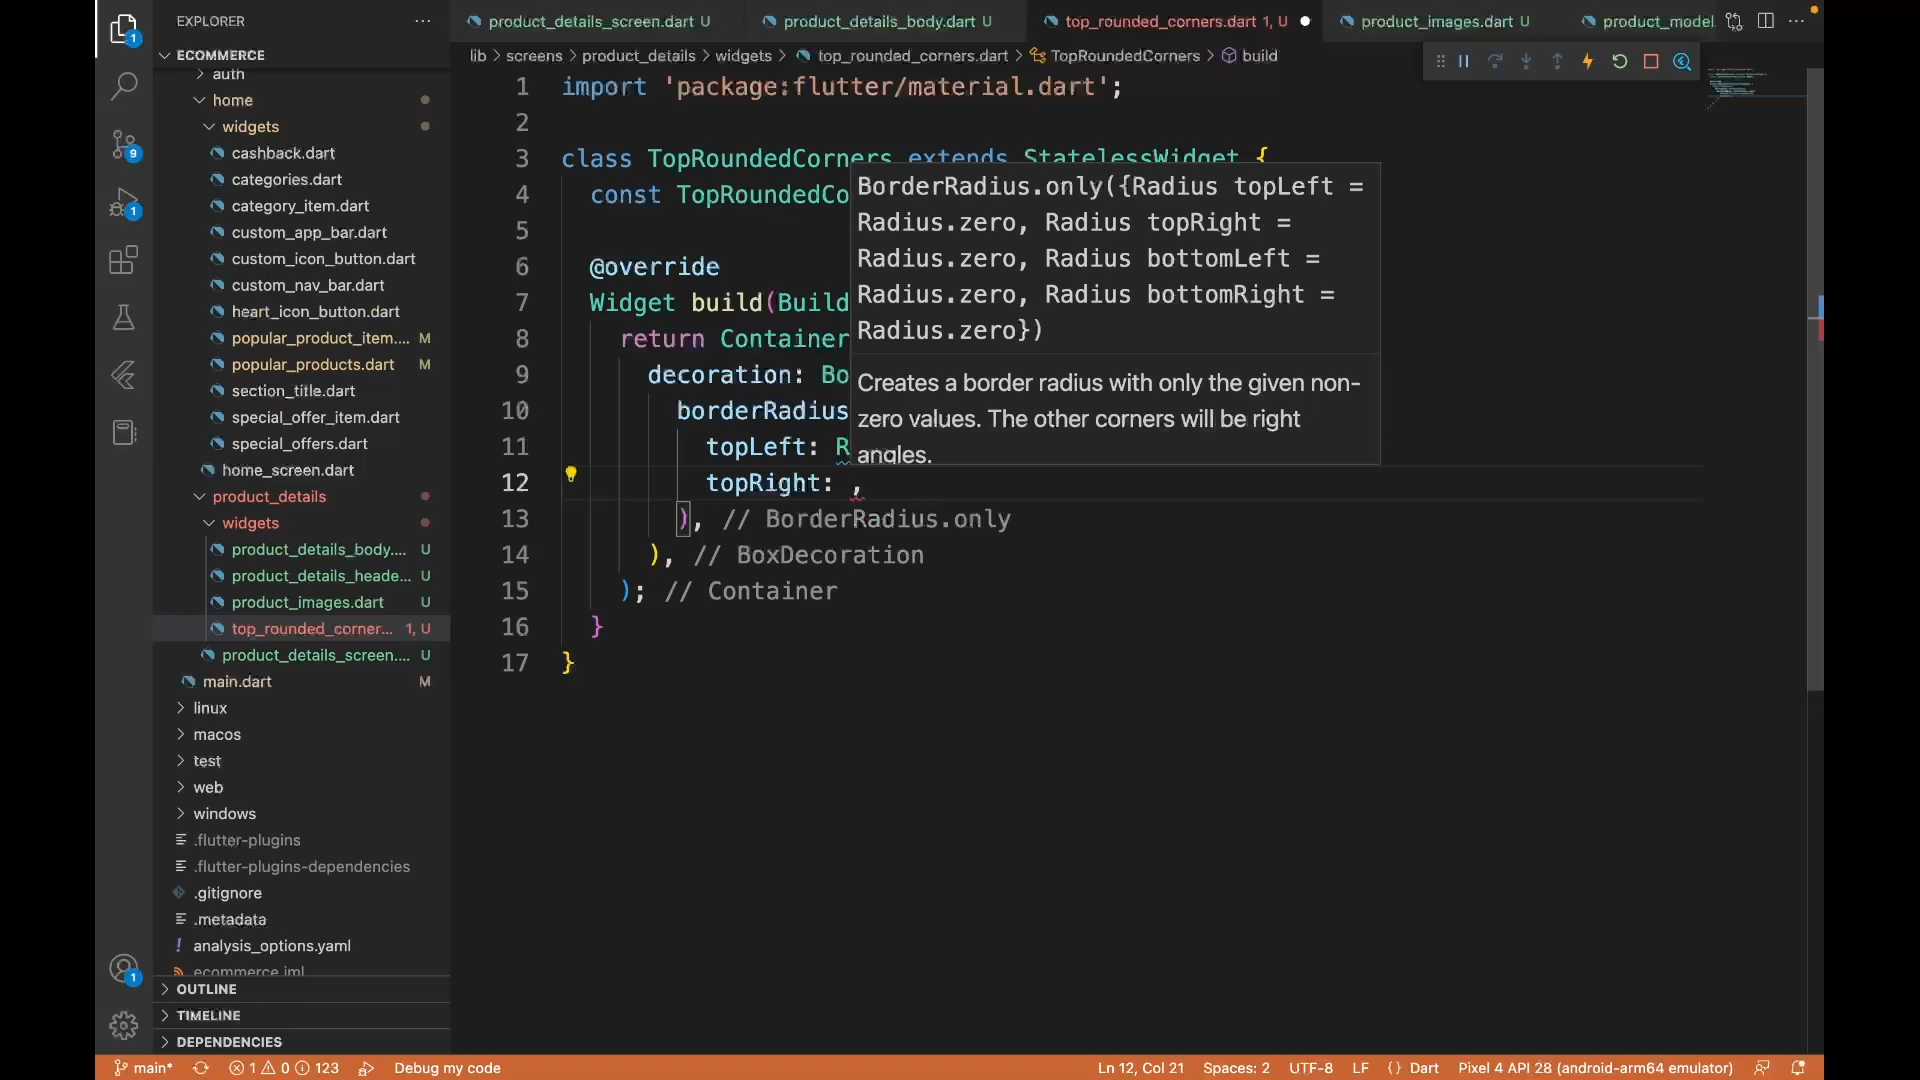 EXPLORER
ECOMMERCE
auth
home
widgets
cashback.dart
categories.dart
category_item.dart
custom_app_bar.dart
custom_icon_button.dart
custom_nav_bar.dart
heart_icon_button.dart
popular_product_item.... M
popular_products.dart M
section_title.dart
special_offer_item.dart
special_offers.dart
home_screen.dart
product_details
widgets
product_details_body.... U
product_details_heade... U
product_images.dart U
top_rounded_corner... 1, U
product_details_screen.... U
main.dart M
linux
macos
test
web
windows
.flutter-plugins
.flutter-plugins-dependencies
.gitignore
.metadata
analysis_options.yaml
ecommerce.iml
OUTLINE
TIMELINE
DEPENDENCIES
1
9
1
1
product_details_screen.dart U product_details_body.dart U top_rounded_corners.dart 1, U product_images.dart U product_model.
lib > screens > product_details > widgets > top_rounded_corners.dart > TopRoundedCorners > build
1 import 'package:flutter/material.dart';
2
3 class TopRoundedCorners extends StatelessWidget {
4 const TopRoundedCo
5
6 @override
7 Widget build(Build
8 return Container
9 decoration: Bo
10 borderRadius
11 topLeft: R
12 topRight: ,
13 ), // BorderRadius.only
14 ), // BoxDecoration
15 ); // Container
16 }
17 }
BorderRadius.only({Radius topLeft =
Radius.zero, Radius topRight =
Radius.zero, Radius bottomLeft =
Radius.zero, Radius bottomRight =
Radius.zero})
Creates a border radius with only the given non-
zero values. The other corners will be right
angles.
main* 1 0 123 Debug my code Ln 12, Col 21 Spaces: 2 UTF-8 LF {} Dart Pixel 4 API 28 (android-arm64 emulator)